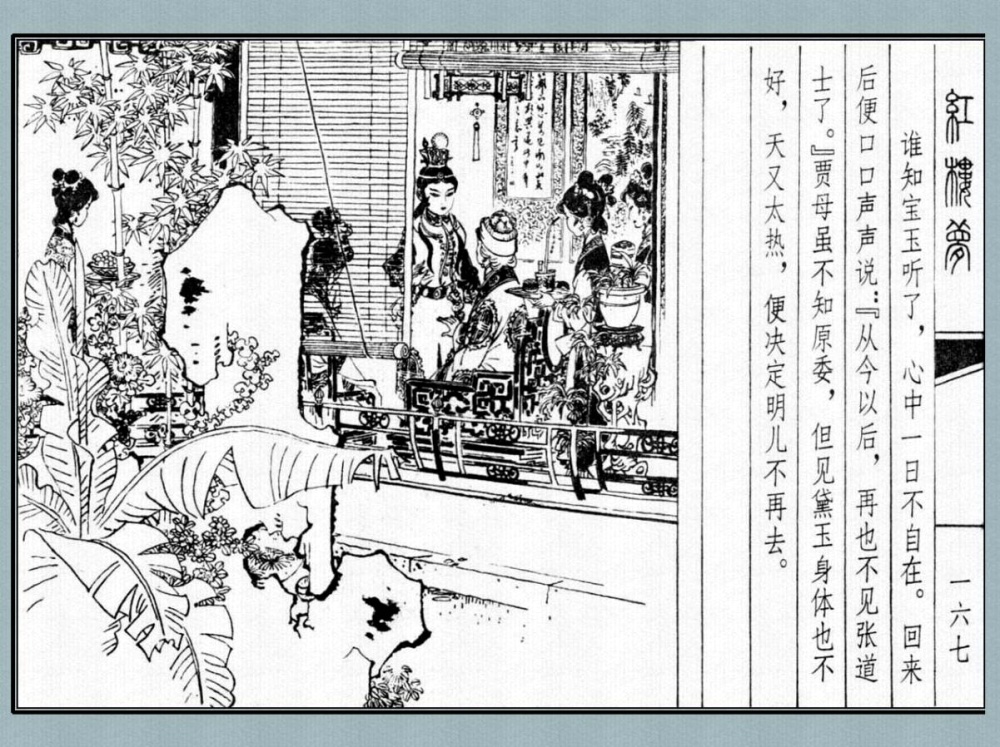 紅樓夢
一六七
谁知宝玉听了，心中一日不自在。回来
后便口口声声说：『从今以后，再也不见张道
士了。』贾母虽不知原委，但见黛玉身体也不
好，天又太热，便决定明儿不再去。